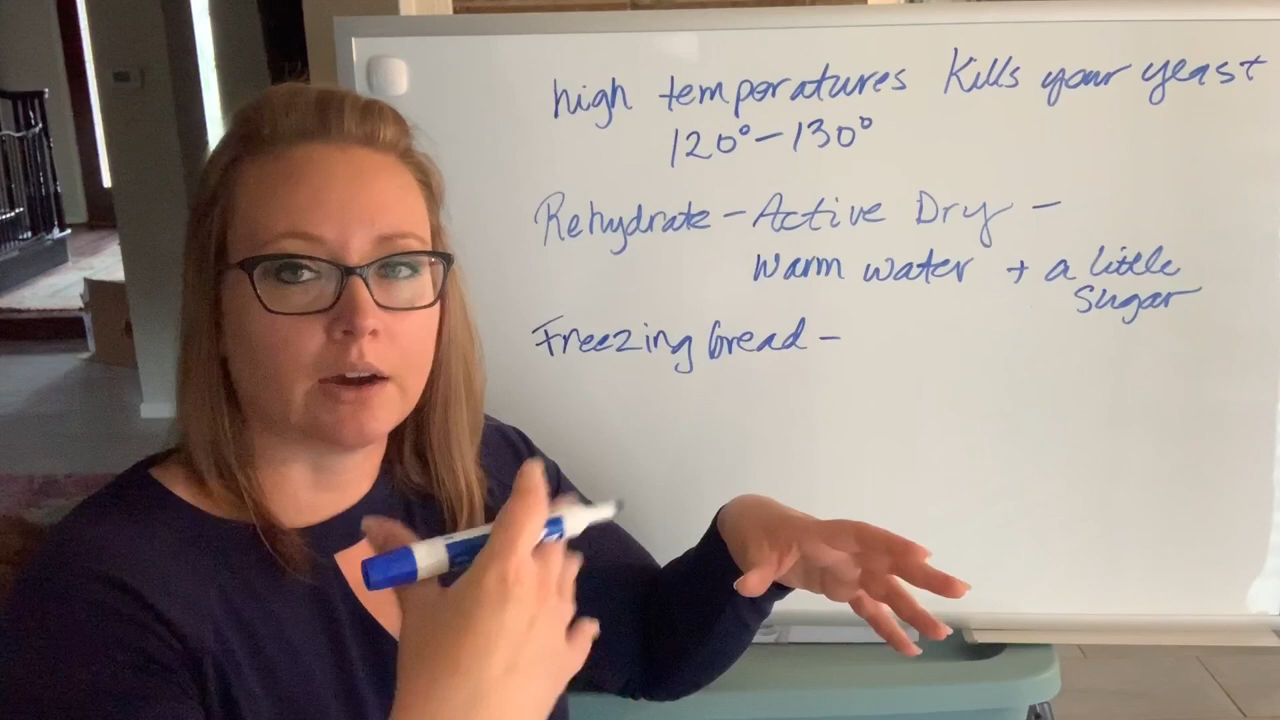 high temperatures Kills your yeast
120°-130°
Rehydrate - Active Dry -
Warm water + a little
Sugar
Freezing bread -